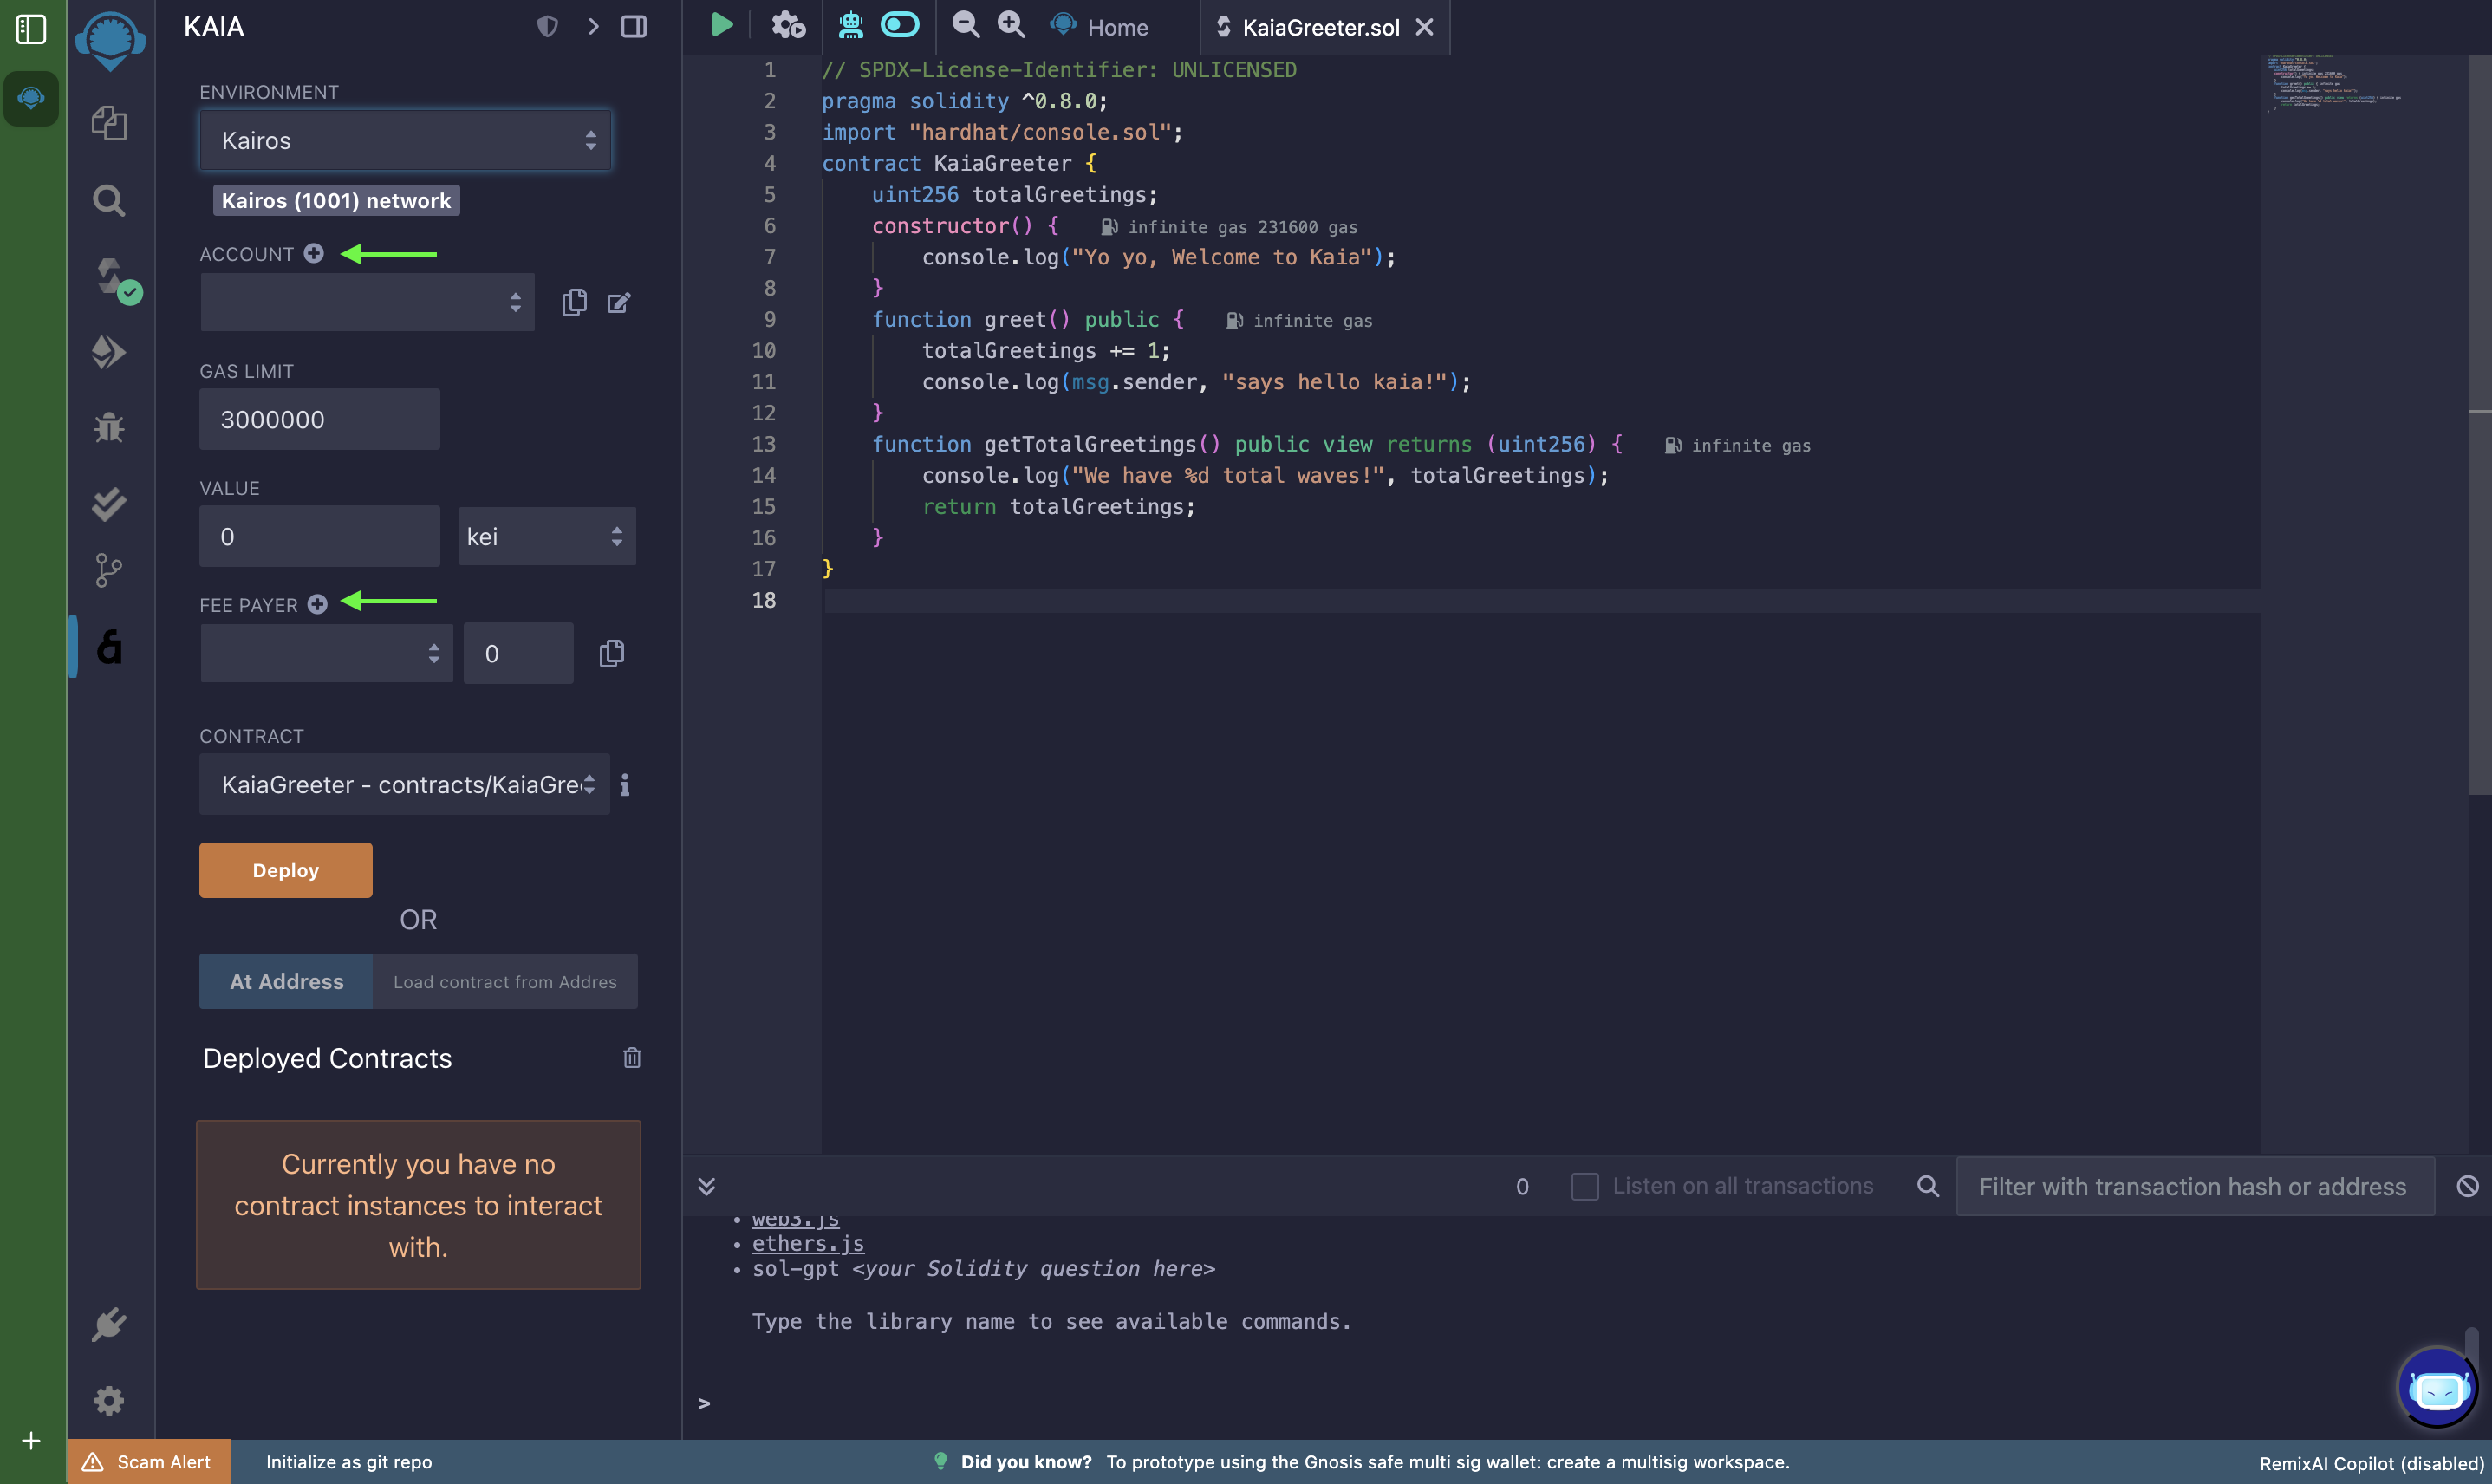 KAIA
ENVIRONMENT
Kairos
Kairos (1001) network
ACCOUNT
GAS LIMIT
3000000
VALUE
0
kei
FEE PAYER
0
CONTRACT
KaiaGreeter - contracts/KaiaGre
Deploy
OR
At Address
Load contract from Addres
Deployed Contracts
Currently you have no
contract instances to interact
with.
Home
KaiaGreeter.sol
1 // SPDX-License-Identifier: UNLICENSED
2 pragma solidity ^0.8.0;
3 import "hardhat/console.sol";
4 contract KaiaGreeter {
5 uint256 totalGreetings;
6 constructor() { infinite gas 231600 gas
7 console.log("Yo yo, Welcome to Kaia");
8 }
9 function greet() public { infinite gas
10 totalGreetings += 1;
11 console.log(msg.sender, "says hello kaia!");
12 }
13 function getTotalGreetings() public view returns (uint256) { infinite gas
14 console.log("We have %d total waves!", totalGreetings);
15 return totalGreetings;
16 }
17 }
18
0
Listen on all transactions
Filter with transaction hash or address
• web3.js
• ethers.js
• sol-gpt <your Solidity question here>
Type the library name to see available commands.
>
Scam Alert
Initialize as git repo
Did you know? To prototype using the Gnosis safe multi sig wallet: create a multisig workspace.
RemixAI Copilot (disabled)